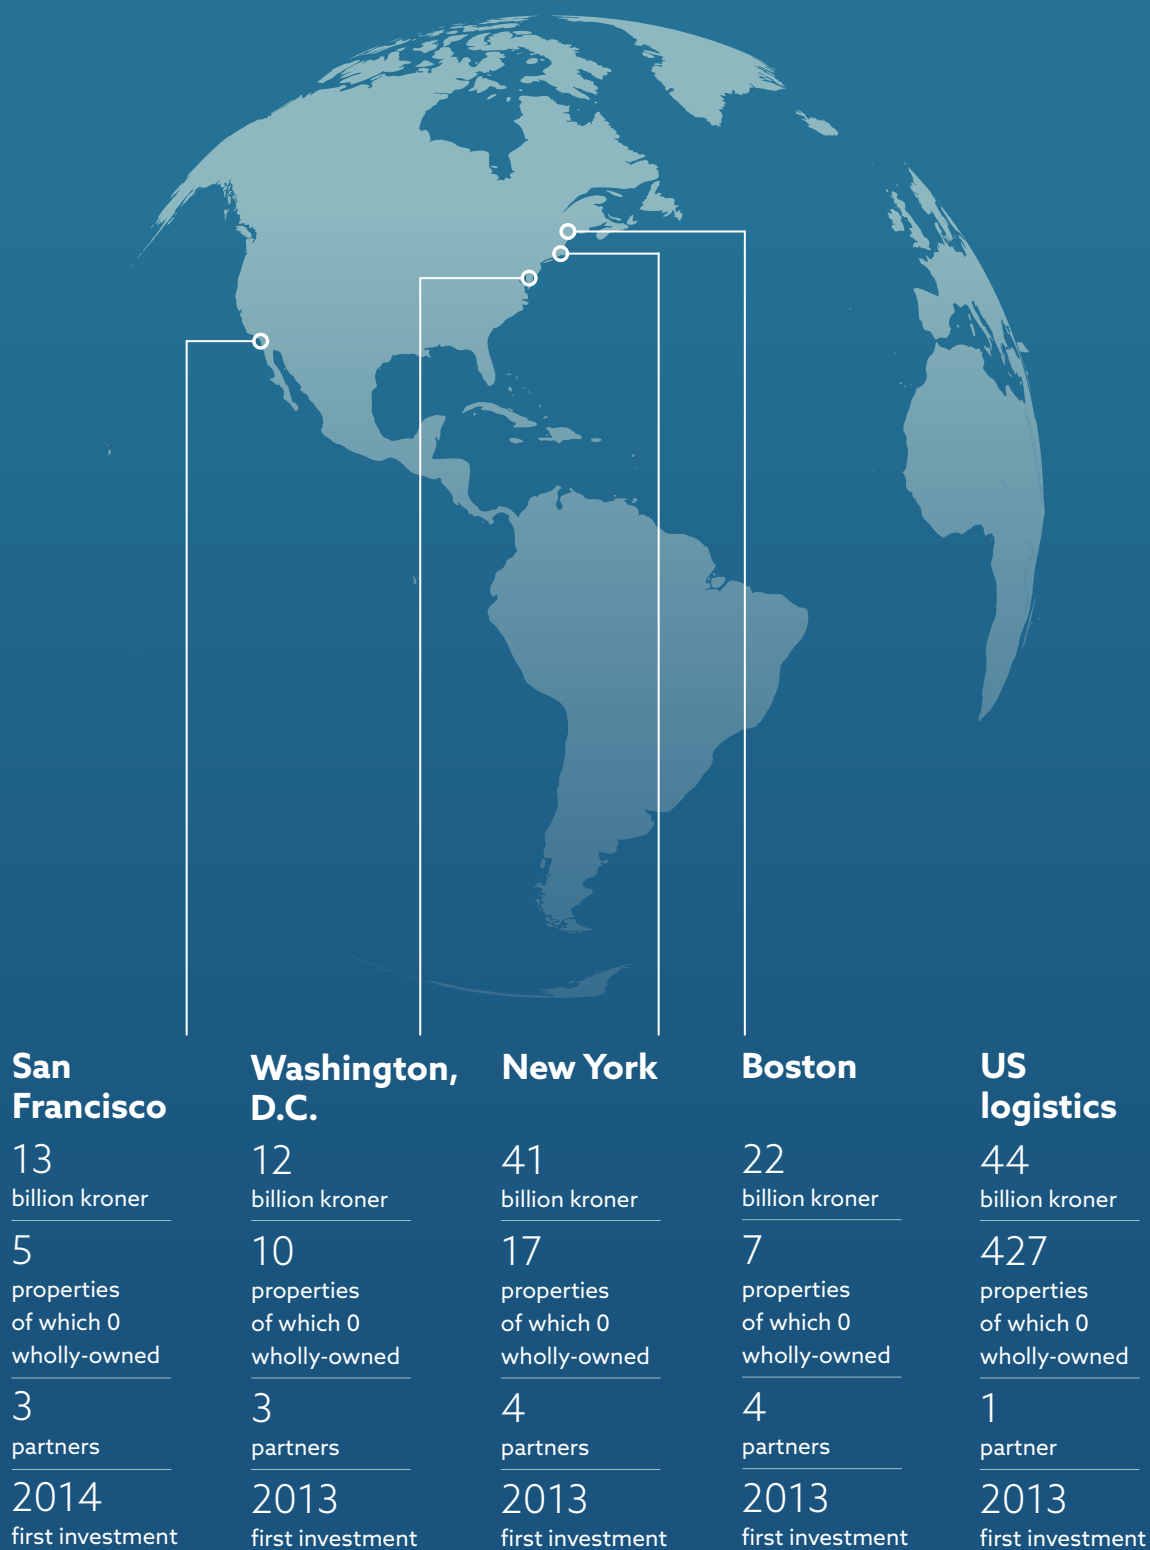 San
Francisco
13
billion kroner
5
properties
of which 0
wholly-owned
3
partners
2014
first investment
Washington,
D.C.
12
billion kroner
10
properties
of which 0
wholly-owned
3
partners
2013
first investment
New York
41
billion kroner
17
properties
of which 0
wholly-owned
4
partners
2013
first investment
Boston
22
billion kroner
7
properties
of which 0
wholly-owned
4
partners
2013
first investment
US
logistics
44
billion kroner
427
properties
of which 0
wholly-owned
1
partner
2013
first investment